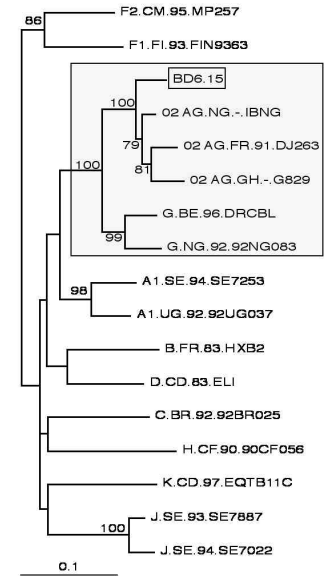 F2.CM.95.MP257
86
F1.FI.93.FIN9363
BD6.15
100
02 AG.NG.-.IBNG
79
02 AG.FR.91.DJ263
100
81
02 AG.GH.-.G829
G.BE.96.DRCBL
99
G.NG.92.92NG083
A1.SE.94.SE7253
98
A1.UG.92.92UG037
B.FR.83.HXB2
D.CD.83.ELI
C.BR.92.92BR025
H.CF.90.90CF056
K.CD.97.EQTB11C
J.SE.93.SE7887
100
J.SE.94.SE7022
0.1